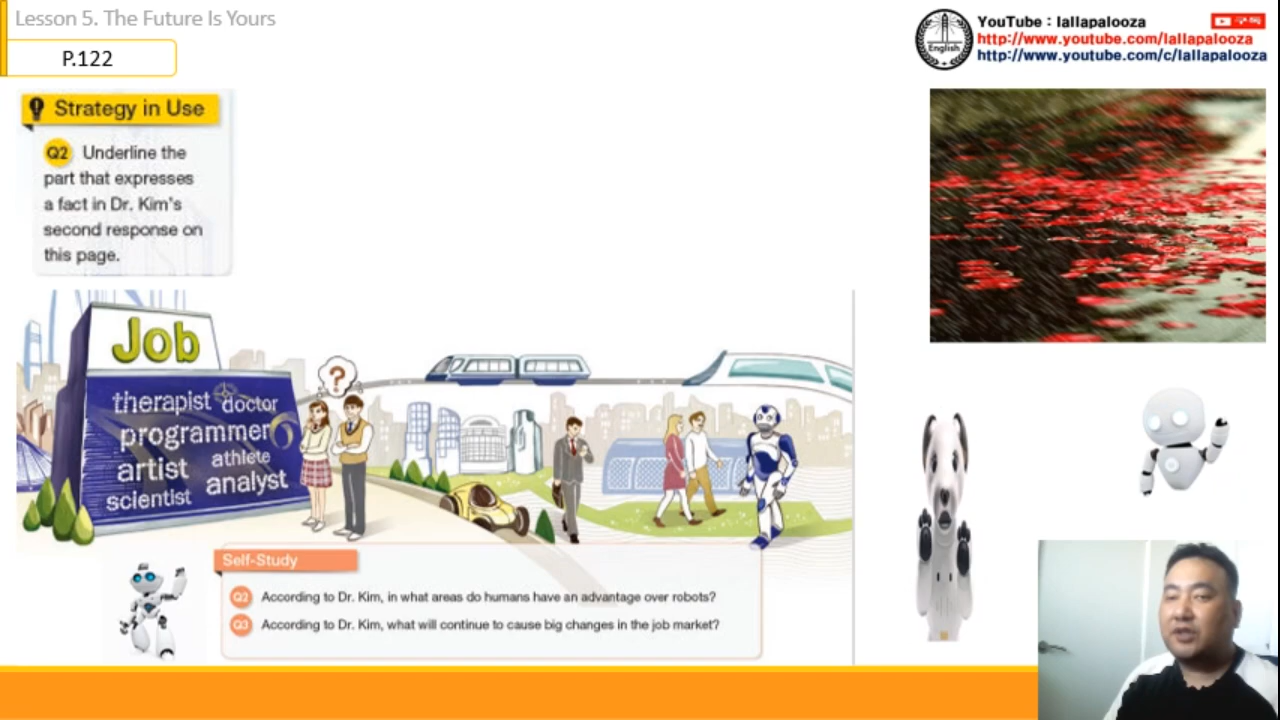 Lesson 5. The Future Is Yours
P.122
YouTube : lallapalooza
http://www.youtube.com/lallapalooza
http://www.youtube.com/c/lallapalooza
English
Strategy in Use
Q2 Underline the
part that expresses
a fact in Dr. Kim's
second response on
this page.
Job
therapist doctor
programmer
artist athlete
scientist analyst
?
Self-Study
Q2 According to Dr. Kim, in what areas do humans have an advantage over robots?
Q3 According to Dr. Kim, what will continue to cause big changes in the job market?